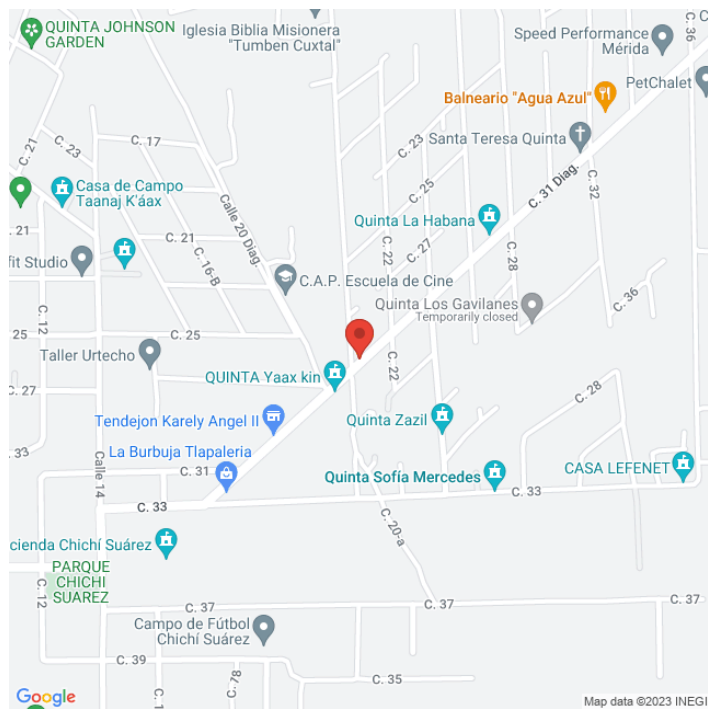 QUINTA JOHNSON
GARDEN
Iglesia Biblia Misionera
"Tumben Cuxtal"
C. 36
Speed Performance
Mérida
PetChalet
Balneario "Agua Azul"
Santa Teresa Quinta
C. 17
C. 21
C. 23
C. 23
Casa de Campo
Taanaj K'áax
C. 25
C. 31 Diag.
C. 32
Calle 20 Diag.
Quinta La Habana
C. 22
C. 21
C. 21
C. 27
fit Studio
C. 16-B
C. 28
C.A.P. Escuela de Cine
Quinta Los Gavilanes
Temporarily closed
C. 36
C. 12
25
C. 25
Taller Urtecho
C. 22
QUINTA Yaax kin
C. 27
C. 28
Tendejon Karely Angel II
Quinta Zazil
33
La Burbuja Tlapaleria
C. 31
Calle 14
Quinta Sofía Mercedes
CASA LEFENET
C. 33
C. 33
C. 20-a
cienda Chichí Suárez
PARQUE
CHICHI
SUAREZ
C. 12
C. 37
C. 37
C. 37
Campo de Fútbol
Chichí Suárez
C. 39
C. 78
C. 35
C. 1
Google
Map data ©2023 INEGI